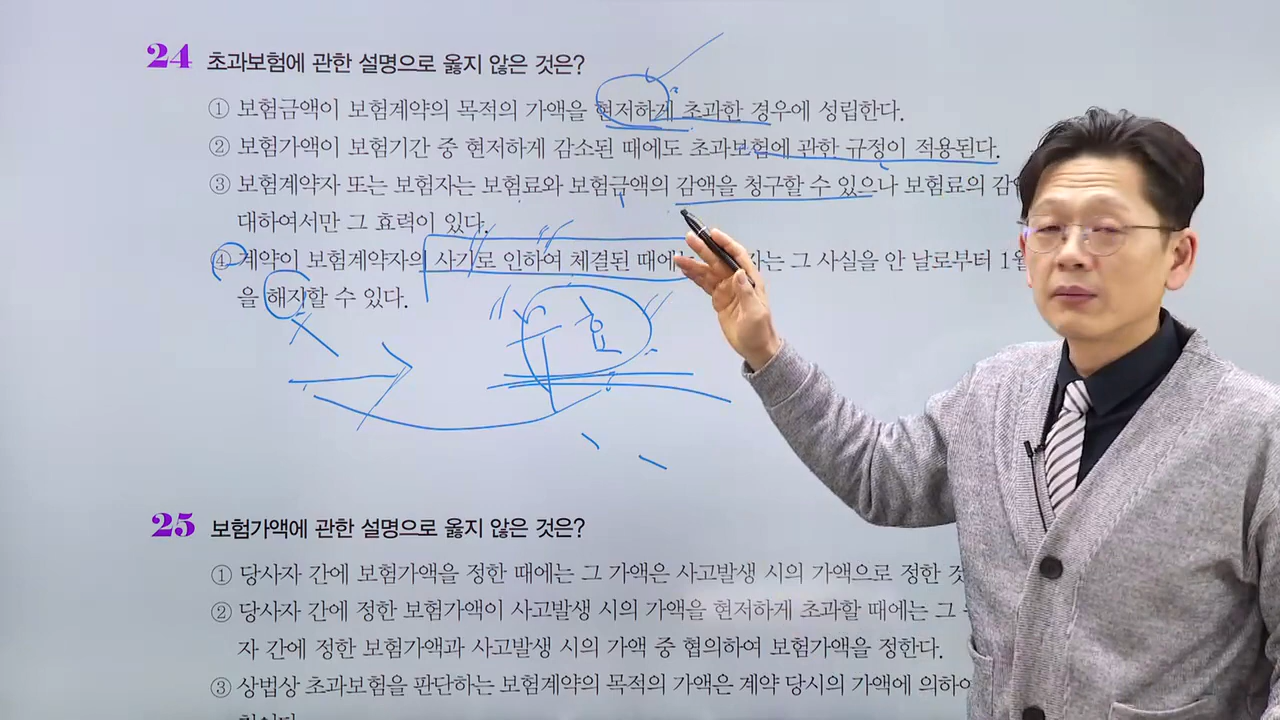 24 초과보험에 관한 설명으로 옳지 않은 것은?
① 보험금액이 보험계약의 목적의 가액을 현저하게 초과한 경우에 성립한다.
② 보험가액이 보험기간 중 현저하게 감소된 때에도 초과보험에 관한 규정이 적용된다.
③ 보험계약자 또는 보험자는 보험료와 보험금액의 감액을 청구할 수 있으나 보험료의
대하여서만 그 효력이 있다.
④ 계약이 보험계약자의 사기로 인하여 체결된 때에 그 사실을 안 날로부터
을 해지할 수 있다.
무효
25 보험가액에 관한 설명으로 옳지 않은 것은?
① 당사자 간에 보험가액을 정한 때에는 그 가액은 사고발생 시의 가액으로 정한
② 당사자 간에 정한 보험가액이 사고발생 시의 가액을 현저하게 초과할 때에는 그
자 간에 정한 보험가액과 사고발생 시의 가액 중 협의하여 보험가액을 정한다.
③ 상법상 초과보험을 판단하는 보험계약의 목적의 가액은 계약 당시의 가액에